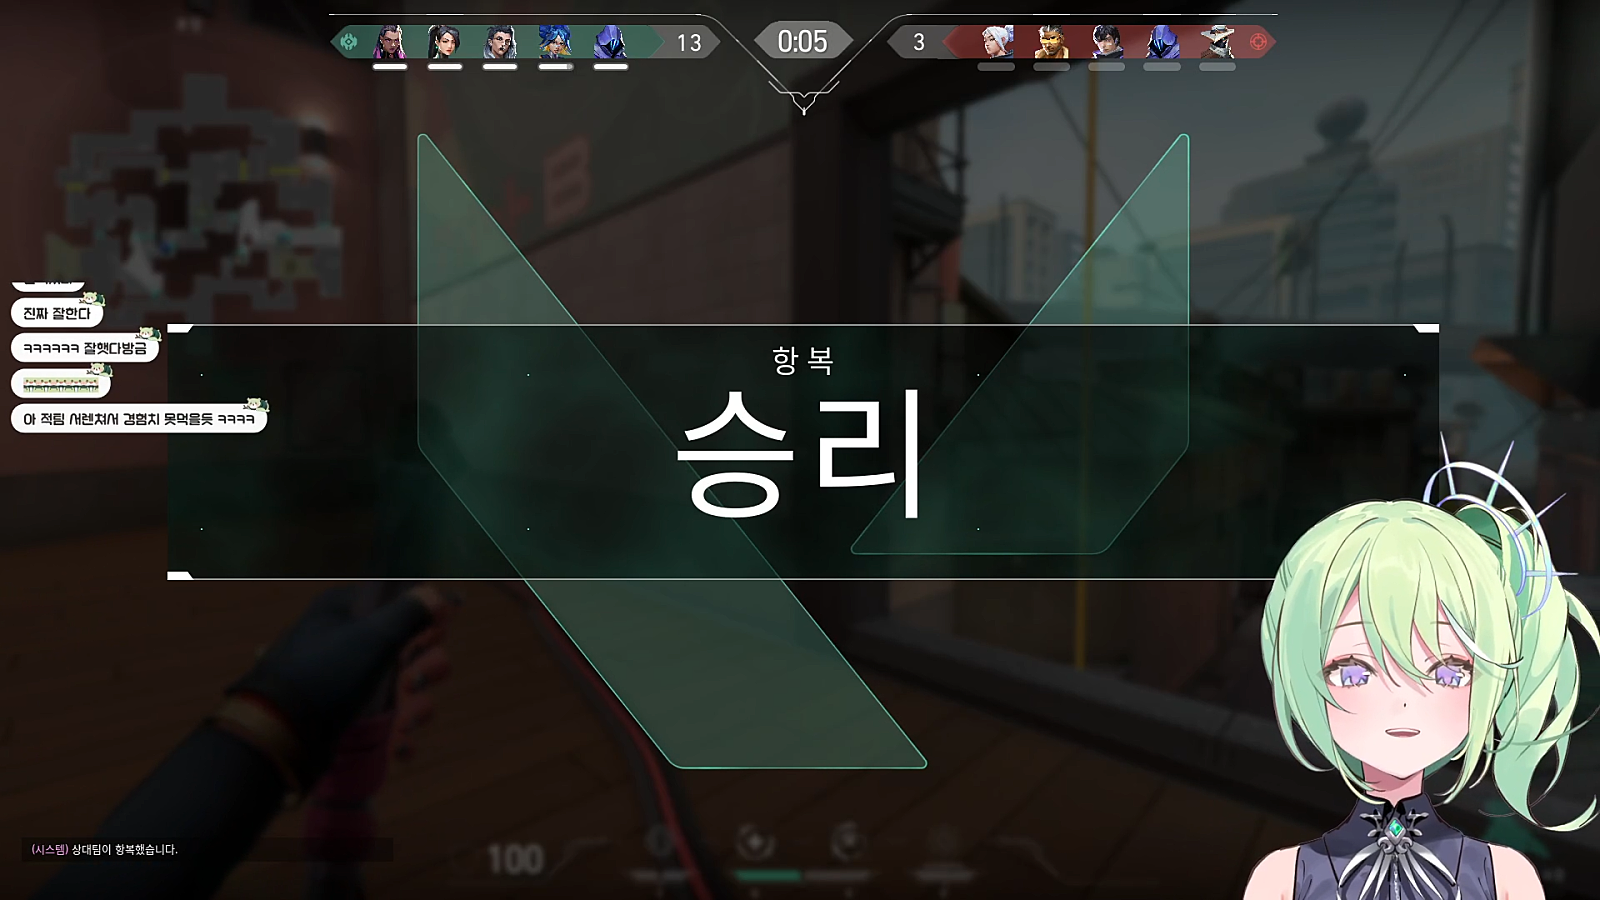 13
0:05
3
B
진짜 잘한다
ㅋㅋㅋㅋㅋㅋ 잘햇다방금
아 적팀 서렌쳐서 경험치 못먹을듯 ㅋㅋㅋㅋ
항복
승리
(시스템) 상대팀이 항복했습니다.
100